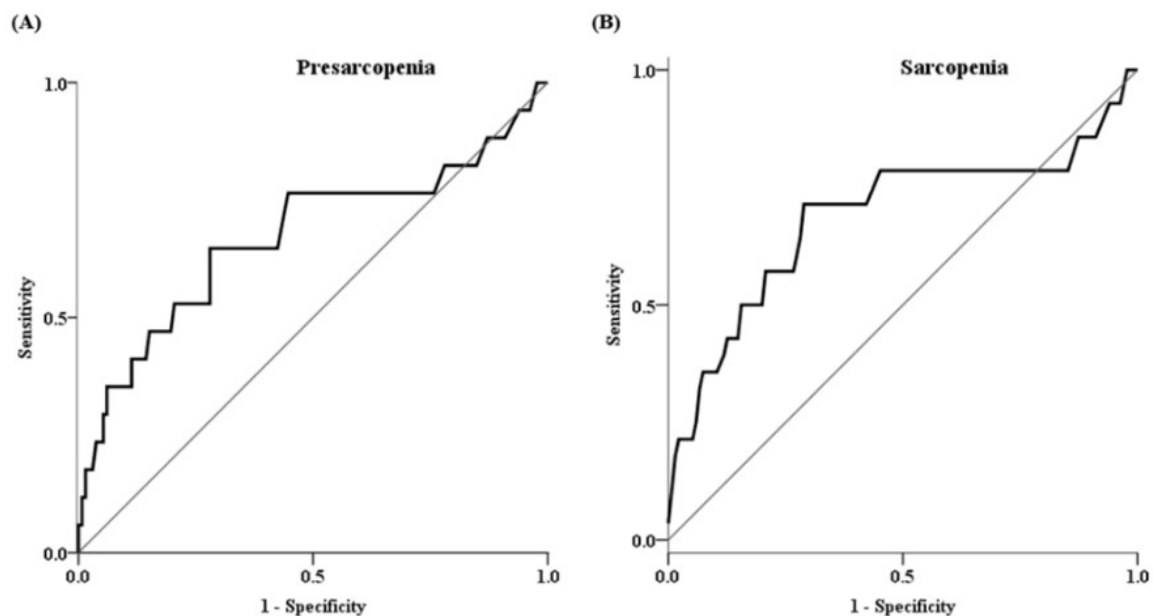 (A)
Presarcopenia
1.0
0.5
0.0
Sensitivity
0.0 0.5 1.0
1 - Specificity
(B)
Sarcopenia
1.0
0.5
0.0
Sensitivity
0.0 0.5 1.0
1 - Specificity